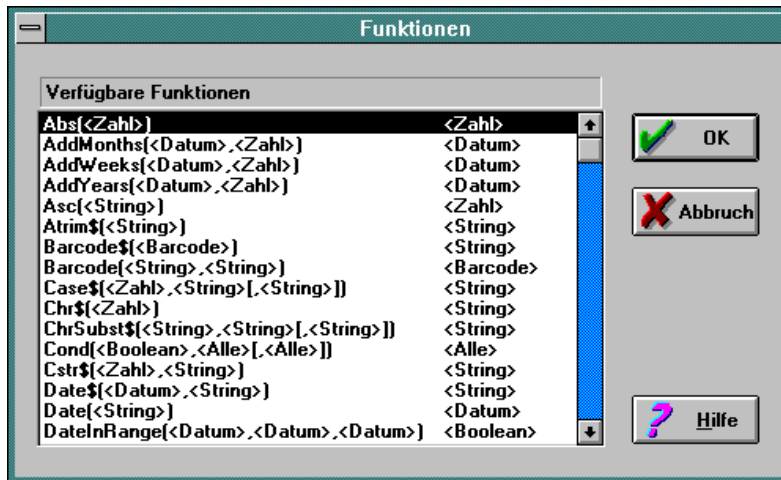 Funktionen
Verfügbare Funktionen
Abs(<Zahl>) <Zahl>
AddMonths(<Datum>,<Zahl>) <Datum>
AddWeeks(<Datum>,<Zahl>) <Datum>
AddYears(<Datum>,<Zahl>) <Datum>
Asc(<String>) <Zahl>
Atrim$(<String>) <String>
Barcode$(<Barcode>) <String>
Barcode(<String>,<String>) <Barcode>
Case$(<Zahl>,<String>[,<String>]) <String>
Chr$(<Zahl>) <String>
ChrSubst$(<String>,<String>[,<String>]) <String>
Cond(<Boolean>,<Alle>[,<Alle>]) <Alle>
Cstr$(<Zahl>,<String>) <String>
Date$(<Datum>,<String>) <String>
Date(<String>) <Datum>
DateInRange(<Datum>,<Datum>,<Datum>) <Boolean>
OK
Abbruch
Hilfe